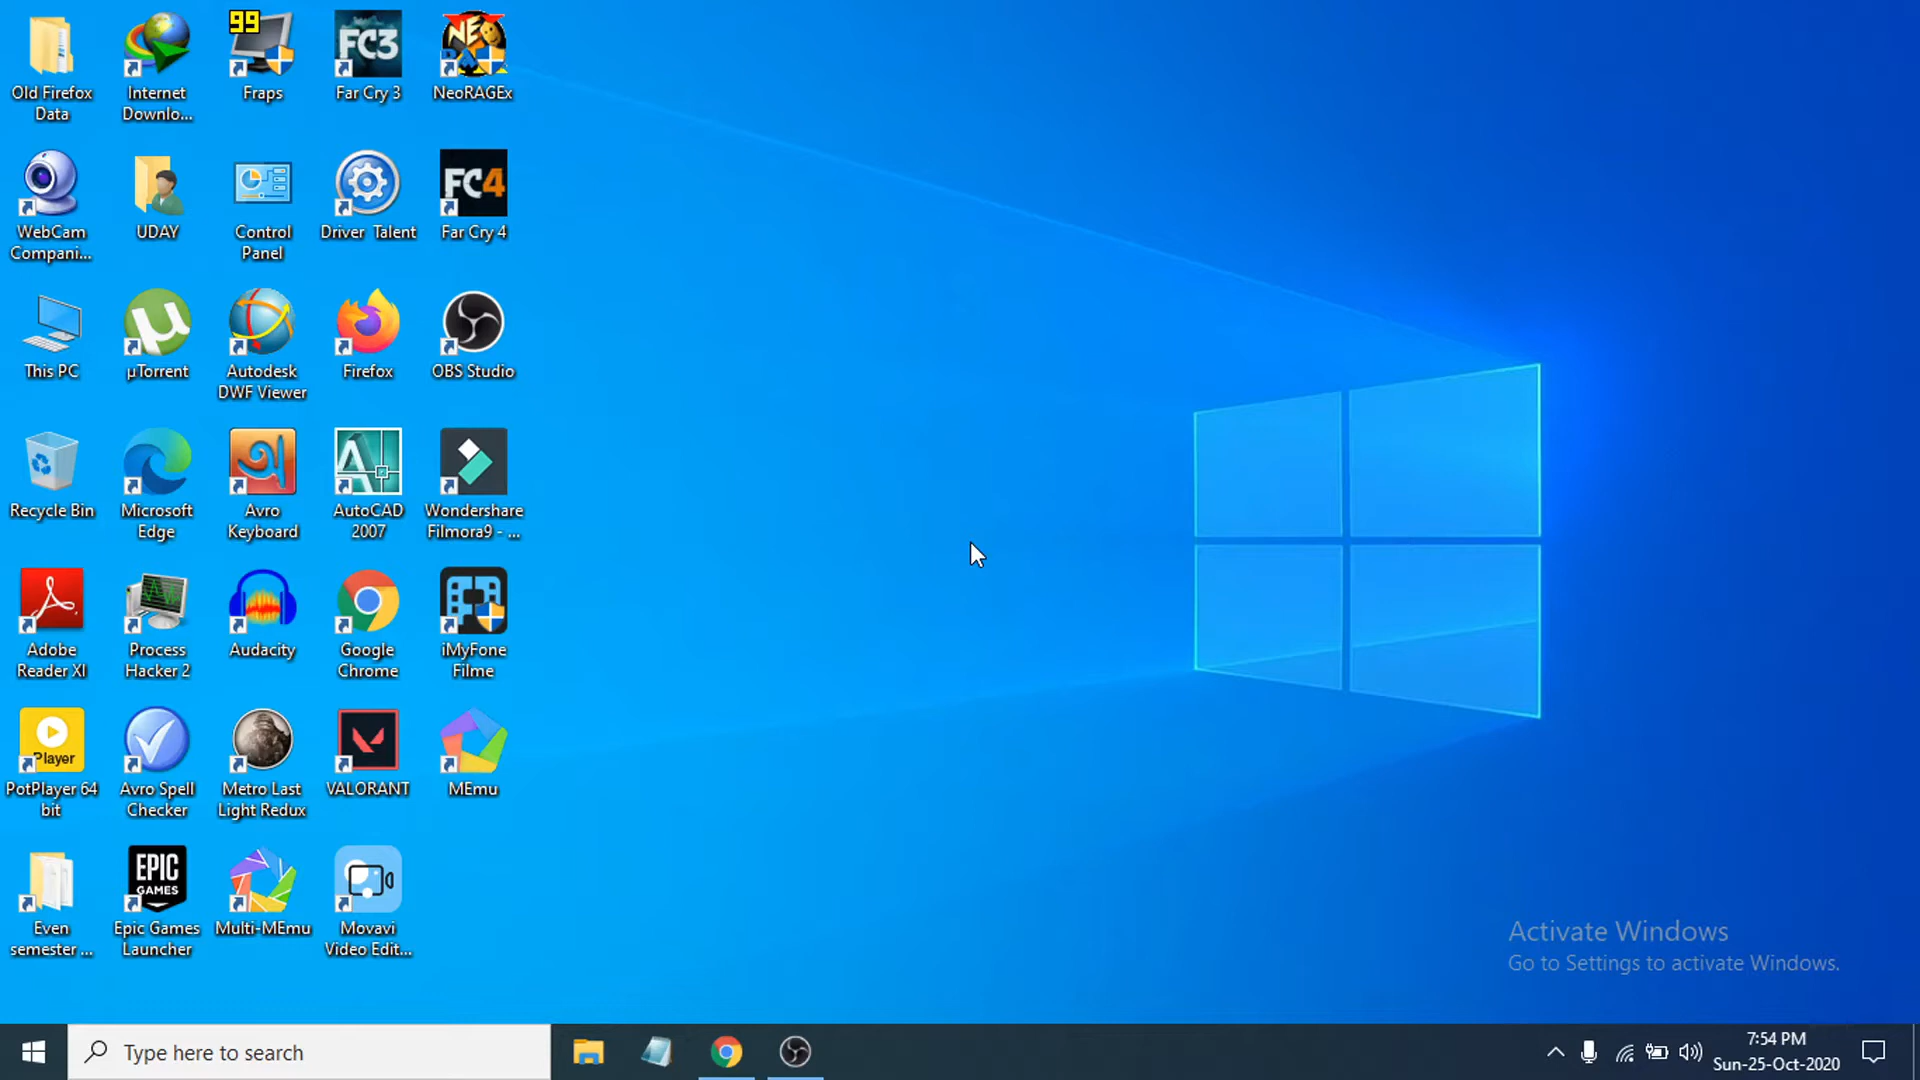 Old Firefox
Data
Internet
Downlo...
99
Fraps
FC3
Far Cry 3
NEO
NeoRAGEx
WebCam
Compani...
UDAY
Control
Panel
Driver Talent
FC4
Far Cry 4
This PC
µ
µTorrent
Autodesk
DWF Viewer
Firefox
OBS Studio
Recycle Bin
Microsoft
Edge
Avro
Keyboard
AutoCAD
2007
Wondershare
Filmora9 - ...
Adobe
Reader XI
Process
Hacker 2
Audacity
Google
Chrome
iMyFone
Filme
Player
PotPlayer 64
bit
Avro Spell
Checker
Metro Last
Light Redux
VALORANT
MEmu
Even
semester ...
EPIC
GAMES
Epic Games
Launcher
Multi-MEmu
Movavi
Video Edit...
Activate Windows
Go to Settings to activate Windows.
Type here to search
7:54 PM
Sun-25-Oct-2020